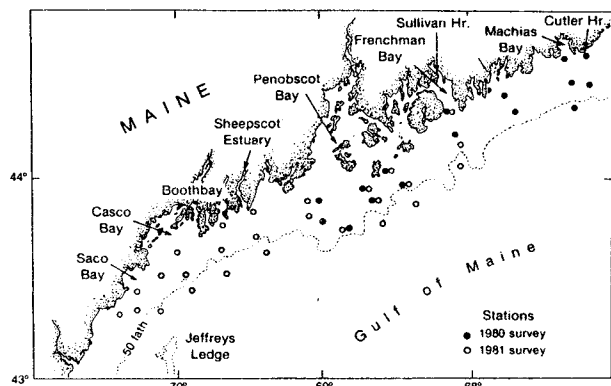 Sullivan Hr.
Cutler Hr.
Machias
Bay
Frenchman
Bay
Penobscot
Bay
MAINE
Sheepscot
Estuary
44°
Boothbay
Casco
Bay
Saco
Bay
Gulf of Maine
Stations
1980 survey
1981 survey
50 fath
Jeffreys
Ledge
43°
70°